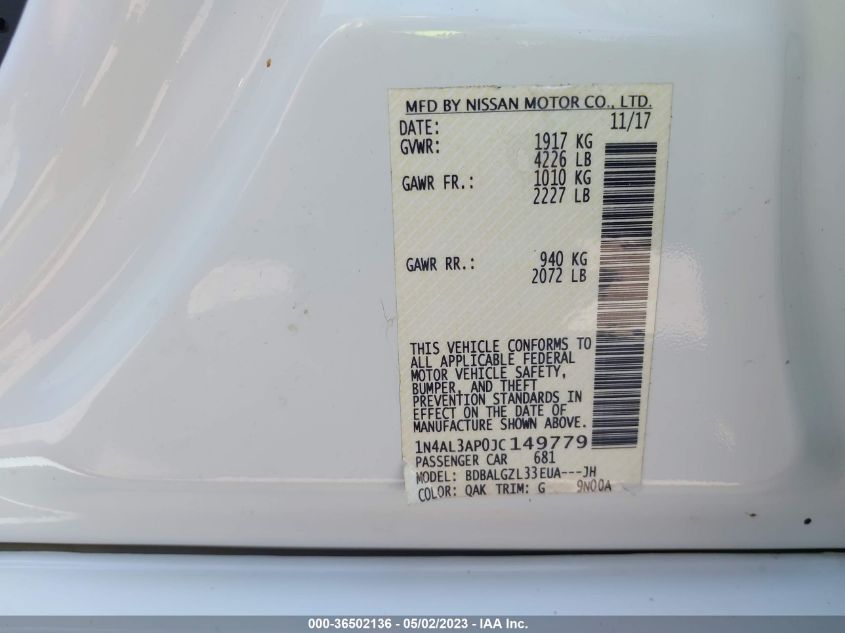 MFD BY NISSAN MOTOR CO., LTD.
DATE: 11/17
GVWR: 1917 KG
4226 LB
GAWR FR.: 1010 KG
2227 LB
GAWR RR.: 940 KG
2072 LB
THIS VEHICLE CONFORMS TO
ALL APPLICABLE FEDERAL
MOTOR VEHICLE SAFETY,
BUMPER, AND THEFT
PREVENTION STANDARDS IN
EFFECT ON THE DATE OF
MANUFACTURE SHOWN ABOVE.
1N4AL3AP0JC149779
PASSENGER CAR 681
MODEL: BDBALGZL33EUA---JH
COLOR: QAK TRIM: G 9N00A
000-36502136 - 05/02/2023 - IAA Inc.